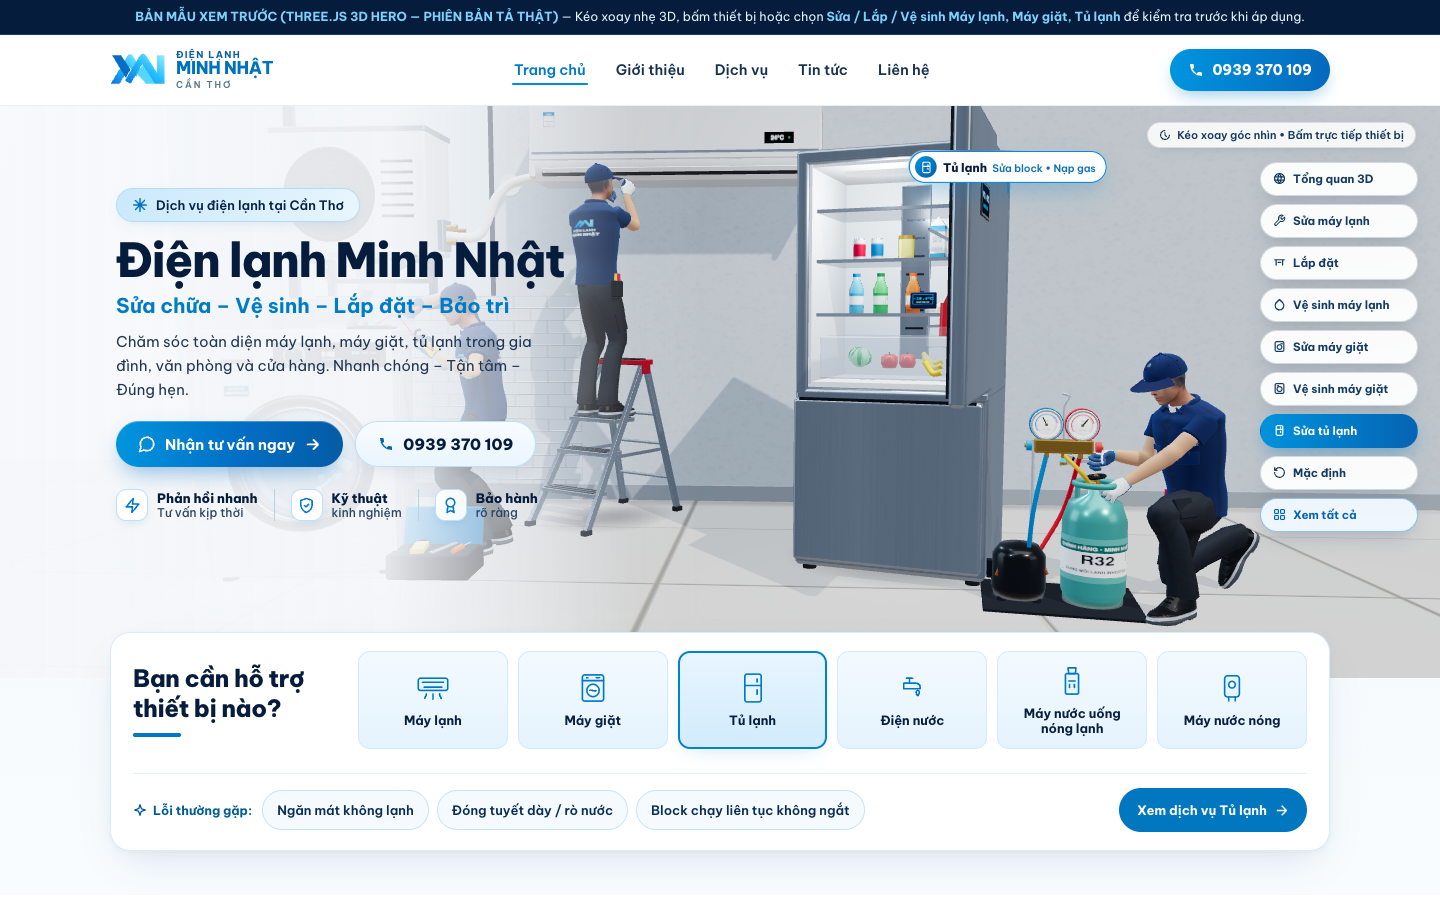 BẢN MẪU XEM TRƯỚC (THREE.JS 3D HERO — PHIÊN BẢN TẢ THẬT) — Kéo xoay nhẹ 3D, bấm thiết bị hoặc chọn Sửa / Lắp / Vệ sinh Máy lạnh, Máy giặt, Tủ lạnh để kiểm tra trước khi áp dụng.
ĐIỆN LẠNH
MINH NHẬT
CẦN THƠ
Trang chủ
Giới thiệu
Dịch vụ
Tin tức
Liên hệ
0939 370 109
Kéo xoay góc nhìn • Bấm trực tiếp thiết bị
Tủ lạnh Sửa block • Nạp gas
Tổng quan 3D
Sửa máy lạnh
Lắp đặt
Vệ sinh máy lạnh
Sửa máy giặt
Vệ sinh máy giặt
Sửa tủ lạnh
Mặc định
Xem tất cả
Dịch vụ điện lạnh tại Cần Thơ
Điện lạnh Minh Nhật
Sửa chữa – Vệ sinh – Lắp đặt – Bảo trì
Chăm sóc toàn diện máy lạnh, máy giặt, tủ lạnh trong gia
đình, văn phòng và cửa hàng. Nhanh chóng – Tận tâm –
Đúng hẹn.
Nhận tư vấn ngay
0939 370 109
Phản hồi nhanh
Tư vấn kịp thời
Kỹ thuật
kinh nghiệm
Bảo hành
rõ ràng
R32
Bạn cần hỗ trợ
thiết bị nào?
Máy lạnh
Máy giặt
Tủ lạnh
Điện nước
Máy nước uống
nóng lạnh
Máy nước nóng
Lỗi thường gặp:
Ngăn mát không lạnh
Đóng tuyết dày / rò nước
Block chạy liên tục không ngắt
Xem dịch vụ Tủ lạnh